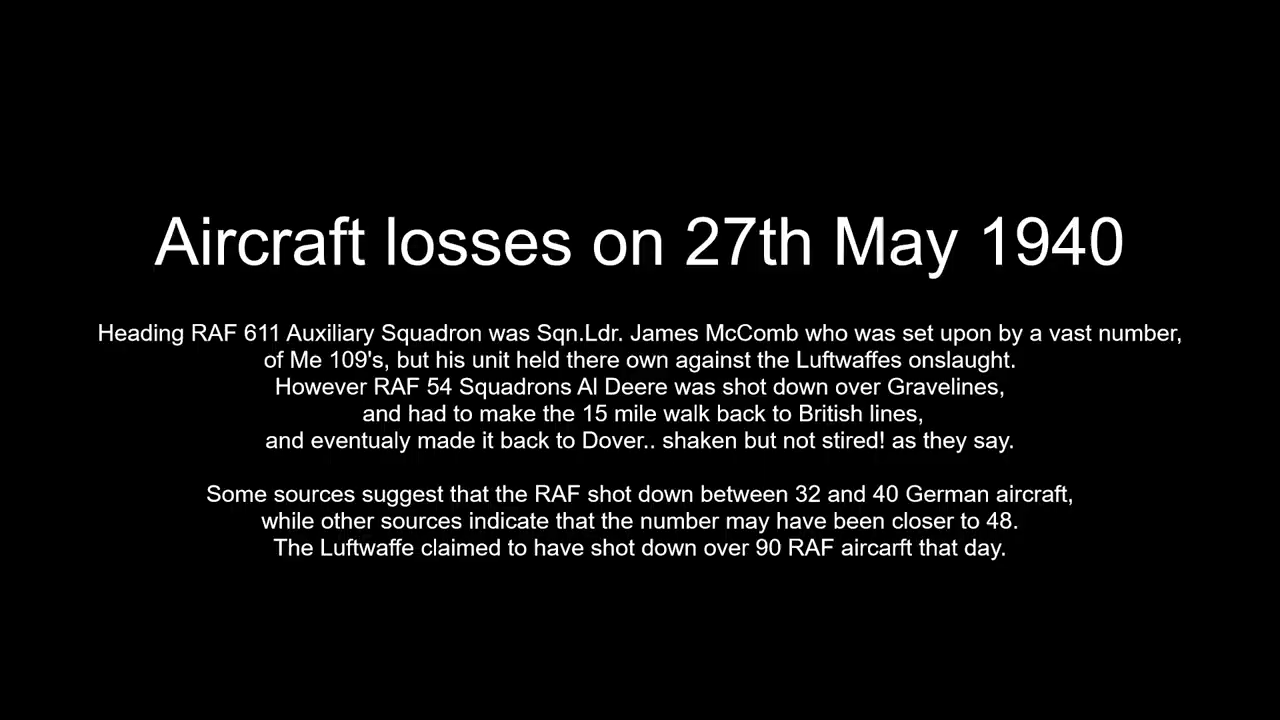 Aircraft losses on 27th May 1940
Heading RAF 611 Auxiliary Squadron was Sqn.Ldr. James McComb who was set upon by a vast number,
of Me 109's, but his unit held there own against the Luftwaffes onslaught.
However RAF 54 Squadrons Al Deere was shot down over Gravelines,
and had to make the 15 mile walk back to British lines,
and eventualy made it back to Dover.. shaken but not stired! as they say.
Some sources suggest that the RAF shot down between 32 and 40 German aircraft,
while other sources indicate that the number may have been closer to 48.
The Luftwaffe claimed to have shot down over 90 RAF aircarft that day.